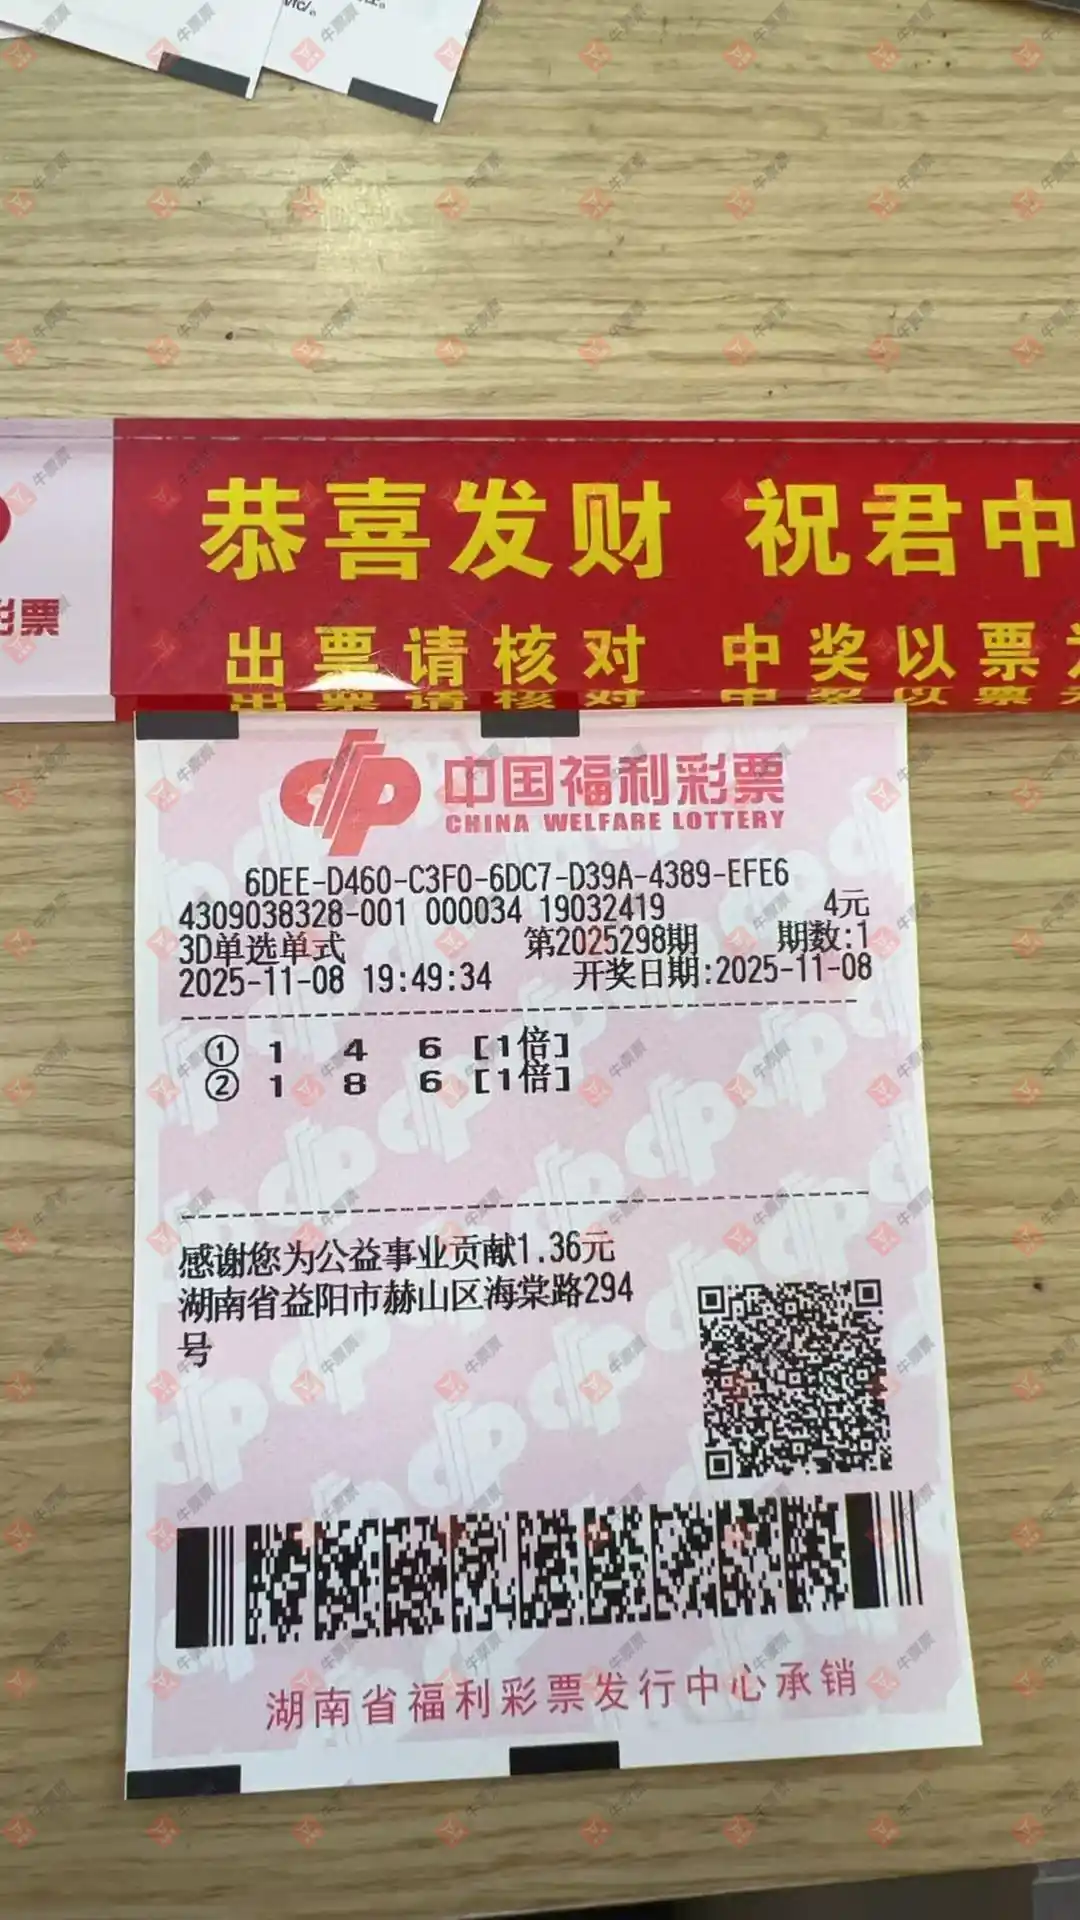 恭喜发财 祝君中
彩票
出票请核对 中奖以票
中国福利彩票
CHINA WELFARE LOTTERY
6DEE-D460-C3F0-6DC7-D39A-4389-EFE6
4309038328-001 000034 19032419 4元
3D单选单式 第2025298期 期数:1
2025-11-08 19:49:34 开奖日期:2025-11-08
① 1 4 6 [1倍]
② 1 8 6 [1倍]
感谢您为公益事业贡献1.36元
湖南省益阳市赫山区海棠路294
号
湖南省福利彩票发行中心承销
牛票票